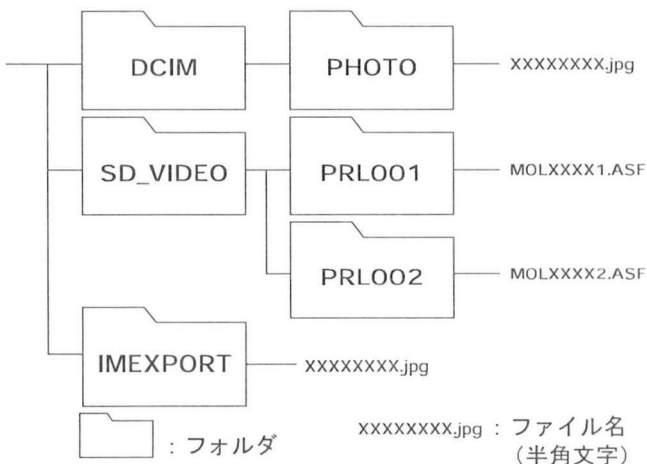 DCIM
PHOTO
XXXXXXXX.jpg
SD_VIDEO
PRL001
MOLXXXX1.ASF
PRL002
MOLXXXX2.ASF
IMEXPORT
XXXXXXXX.jpg
: フォルダ
XXXXXXXX.jpg : ファイル名
(半角文字)